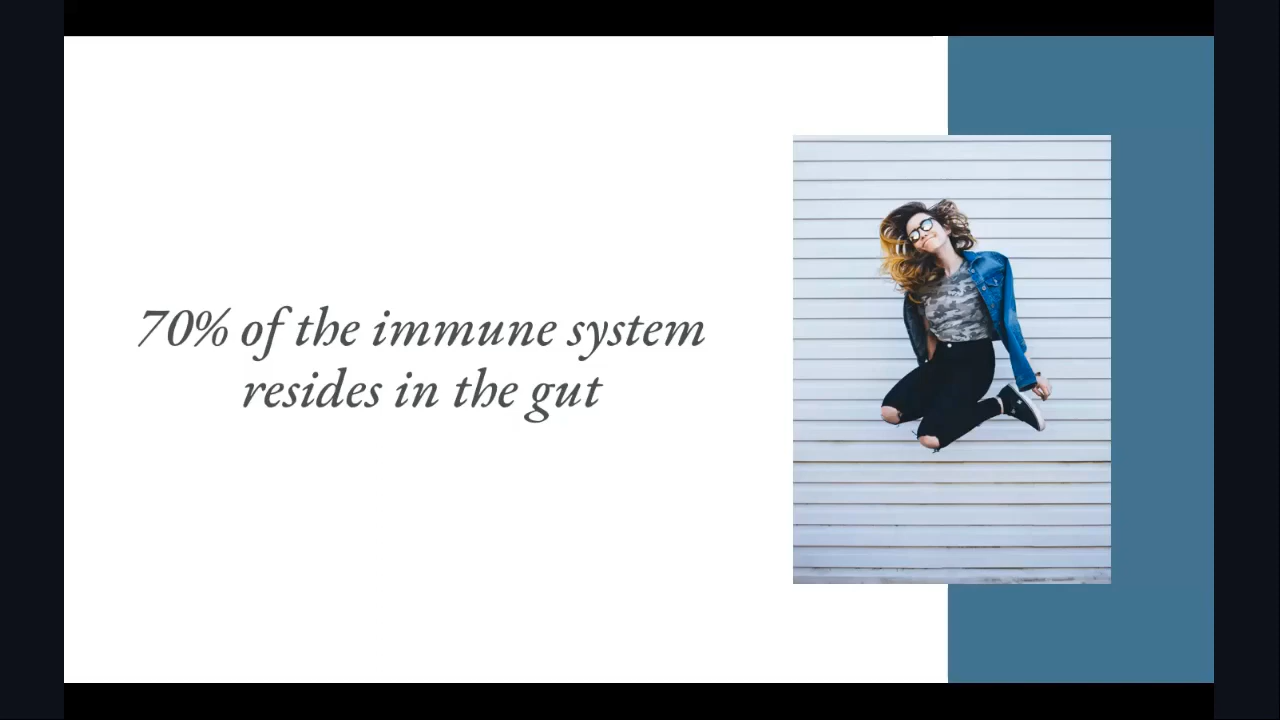 70% of the immune system
resides in the gut